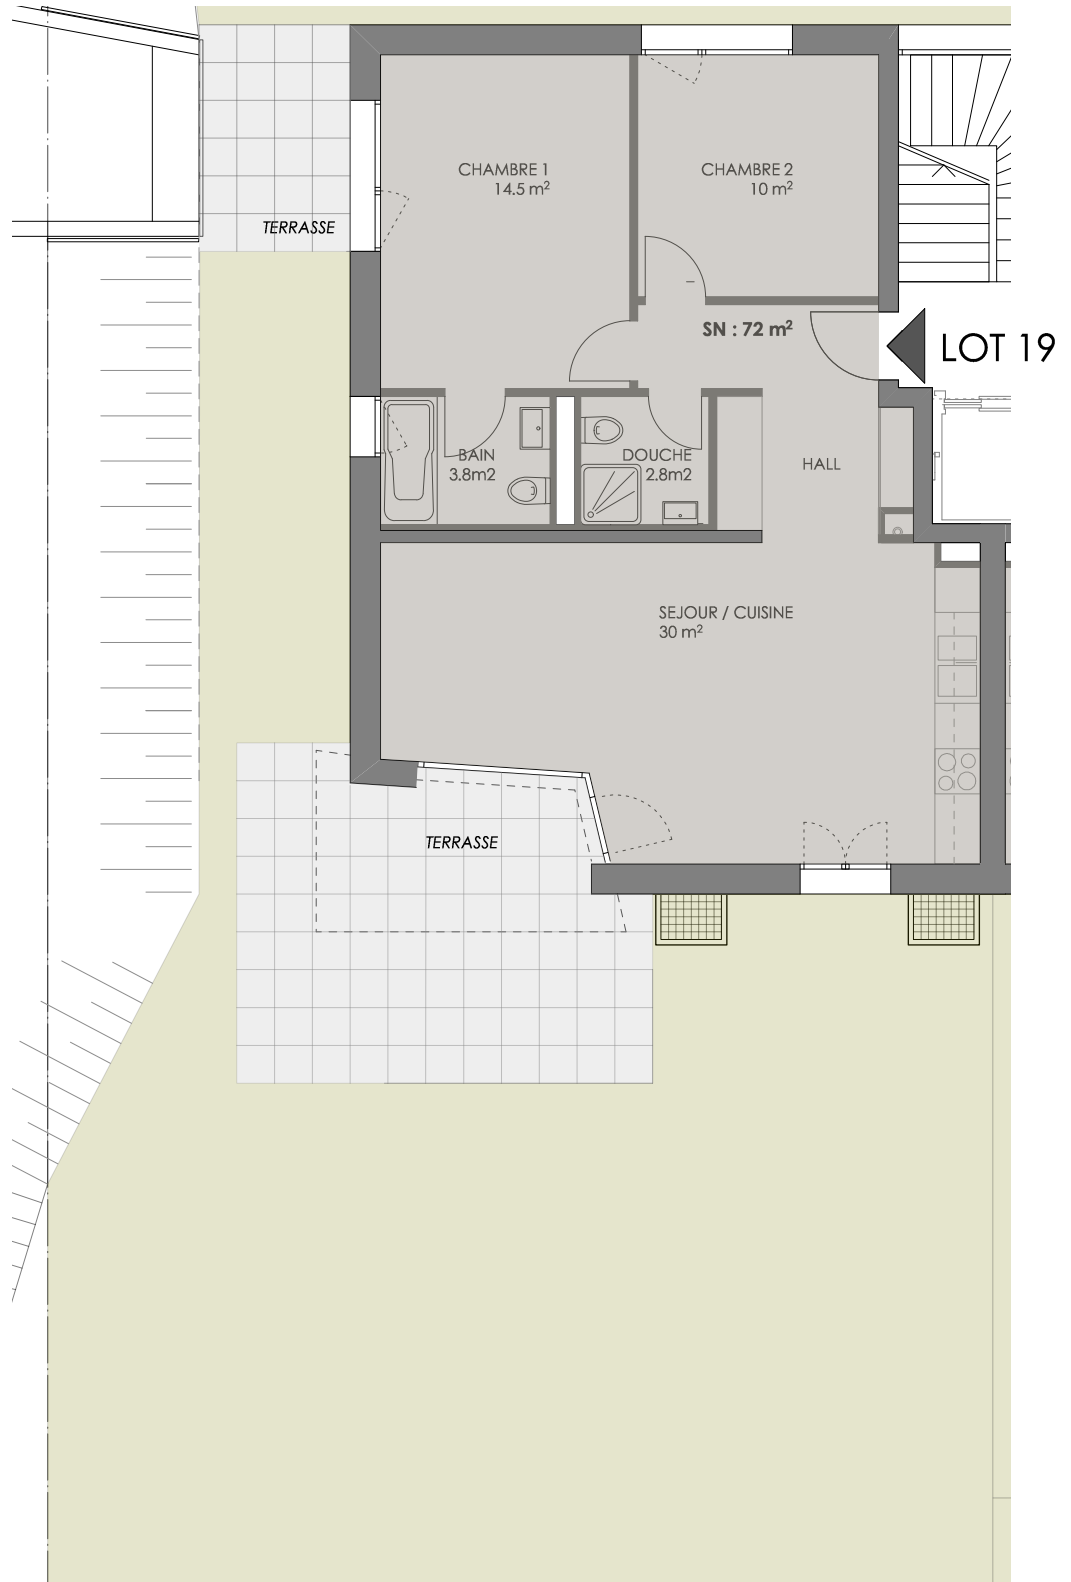 CHAMBRE 1
14.5 m²
CHAMBRE 2
10 m²
TERRASSE
SN : 72 m²
LOT 19
BAIN
3.8m2
DOUCHE
2.8m2
HALL
SEJOUR / CUISINE
30 m²
TERRASSE